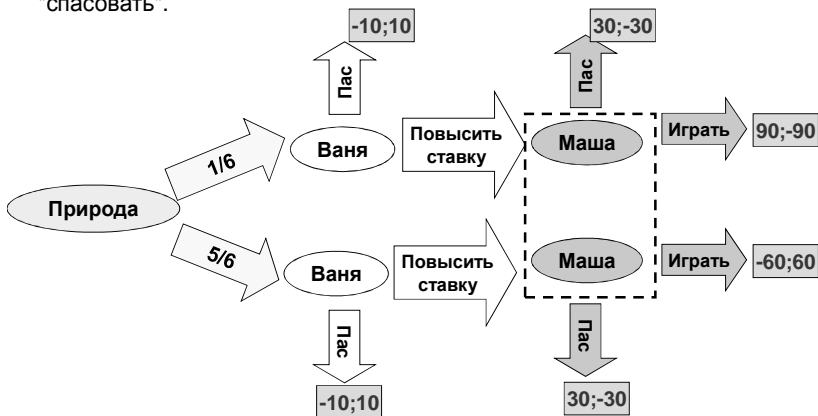 "спасовать".
-10;10
30;-30
Пас
Пас
1/6
Ваня
Повысить
ставку
Маша
Играть
90;-90
Природа
5/6
Ваня
Повысить
ставку
Маша
Играть
-60;60
Пас
Пас
-10;10
30;-30